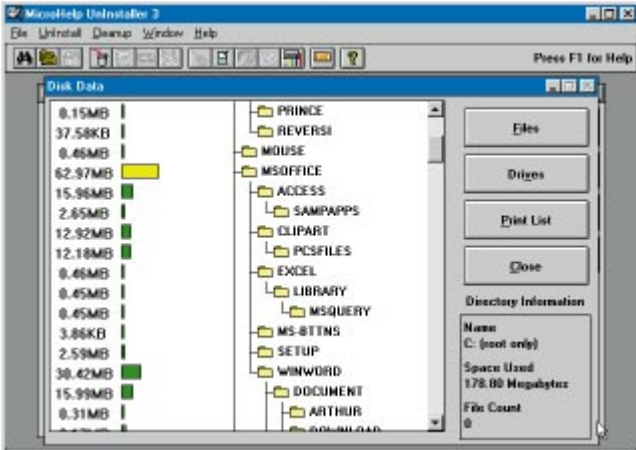 MicroHelp UnInstaller 3
File UnInstall Cleanup Window Help
Press F1 for Help
Disk Data
0.15MB PRINCE
37.58KB REVERSI
0.46MB MOUSE
62.97MB MSOFFICE
15.96MB ACCESS
2.65MB SAMPAPPS
12.92MB CLIPART
12.18MB PCSFILES
0.46MB EXCEL
0.45MB LIBRARY
0.45MB MSQUERY
3.86KB MS-BTTNS
2.59MB SETUP
30.42MB WINWORD
15.99MB DOCUMENT
0.31MB ARTHUR
DOWNLOAD
Files
Drives
Print List
Close
Directory Information
Name
C: (root only)
Space Used
178.80 Megabytes
File Count
0